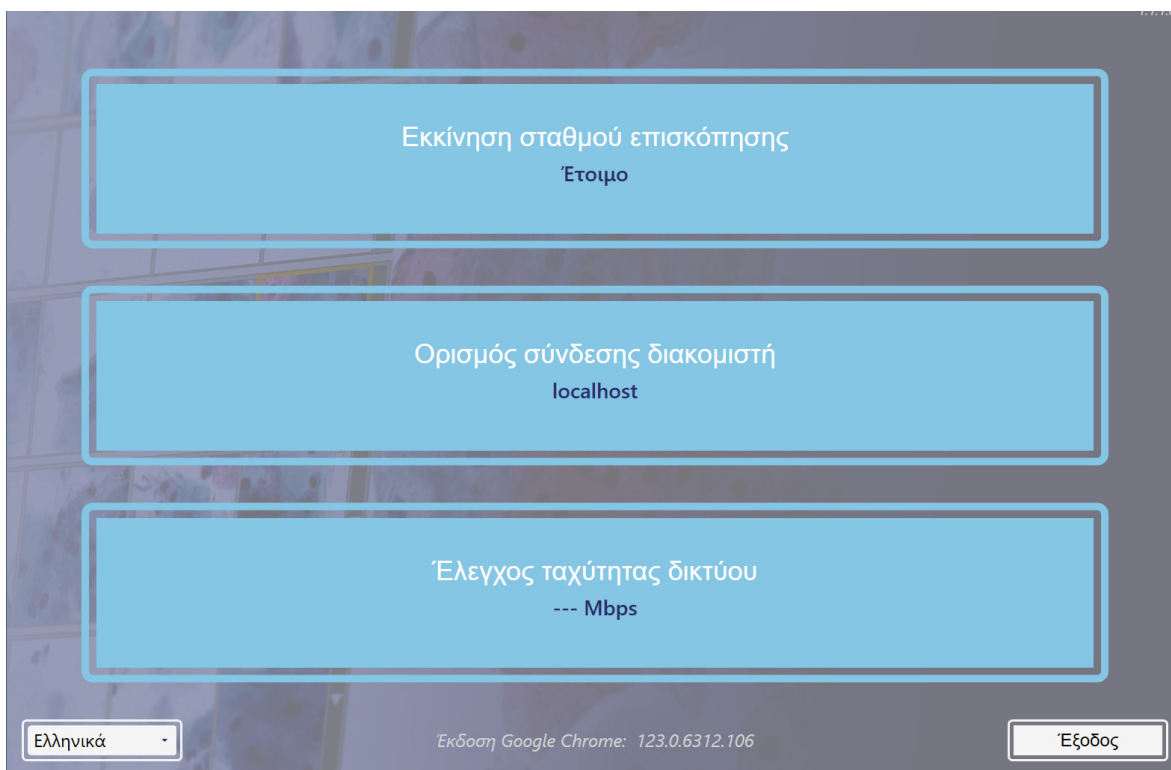 Εκκίνηση σταθμού επισκόπησης
Έτοιμο
Ορισμός σύνδεσης διακομιστή
localhost
Έλεγχος ταχύτητας δικτύου
--- Mbps
Ελληνικά
Έκδοση Google Chrome: 123.0.6312.106
Έξοδος